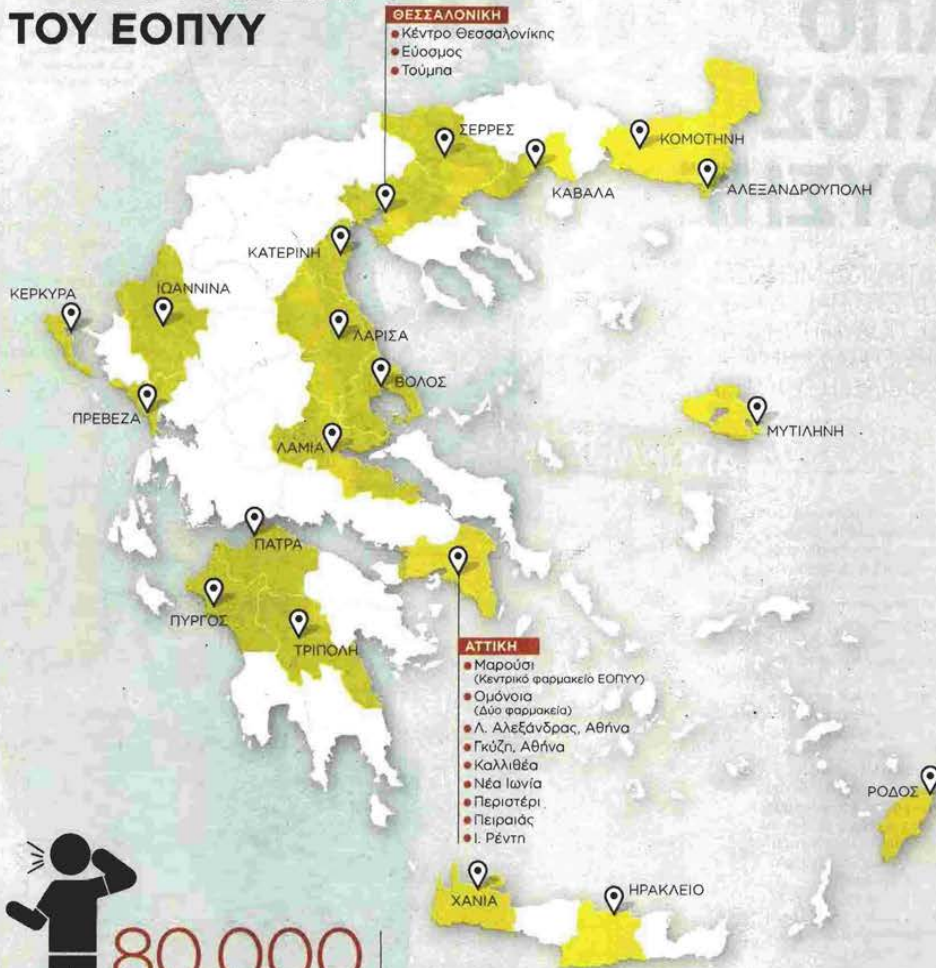 ΤΟΥ ΕΟΠΥΥ
ΘΕΣΣΑΛΟΝΙΚΗ
Κέντρο Θεσσαλονίκης
Εύοσμος
Τούμπα
ΣΕΡΡΕΣ
ΚΟΜΟΤΗΝΗ
ΚΑΒΑΛΑ
ΑΛΕΞΑΝΔΡΟΥΠΟΛΗ
ΚΑΤΕΡΙΝΗ
ΚΕΡΚΥΡΑ
ΙΩΑΝΝΙΝΑ
ΛΑΡΙΣΑ
ΒΟΛΟΣ
ΠΡΕΒΕΖΑ
ΜΥΤΙΛΗΝΗ
ΛΑΜΙΑ
ΠΑΤΡΑ
ΠΥΡΓΟΣ
ΤΡΙΠΟΛΗ
ΑΤΤΙΚΗ
Μαρούσι
(Κεντρικό φαρμακείο ΕΟΠΥΥ)
Ομόνοια
(Δύο φαρμακεία)
Λ. Αλεξάνδρας, Αθήνα
Γκύζη, Αθήνα
Καλλιθέα
Νέα Ιωνία
Περιστέρι
Πειραιάς
Ι. Ρέντη
ΡΟΔΟΣ
ΧΑΝΙΑ
ΗΡΑΚΛΕΙΟ
80.000